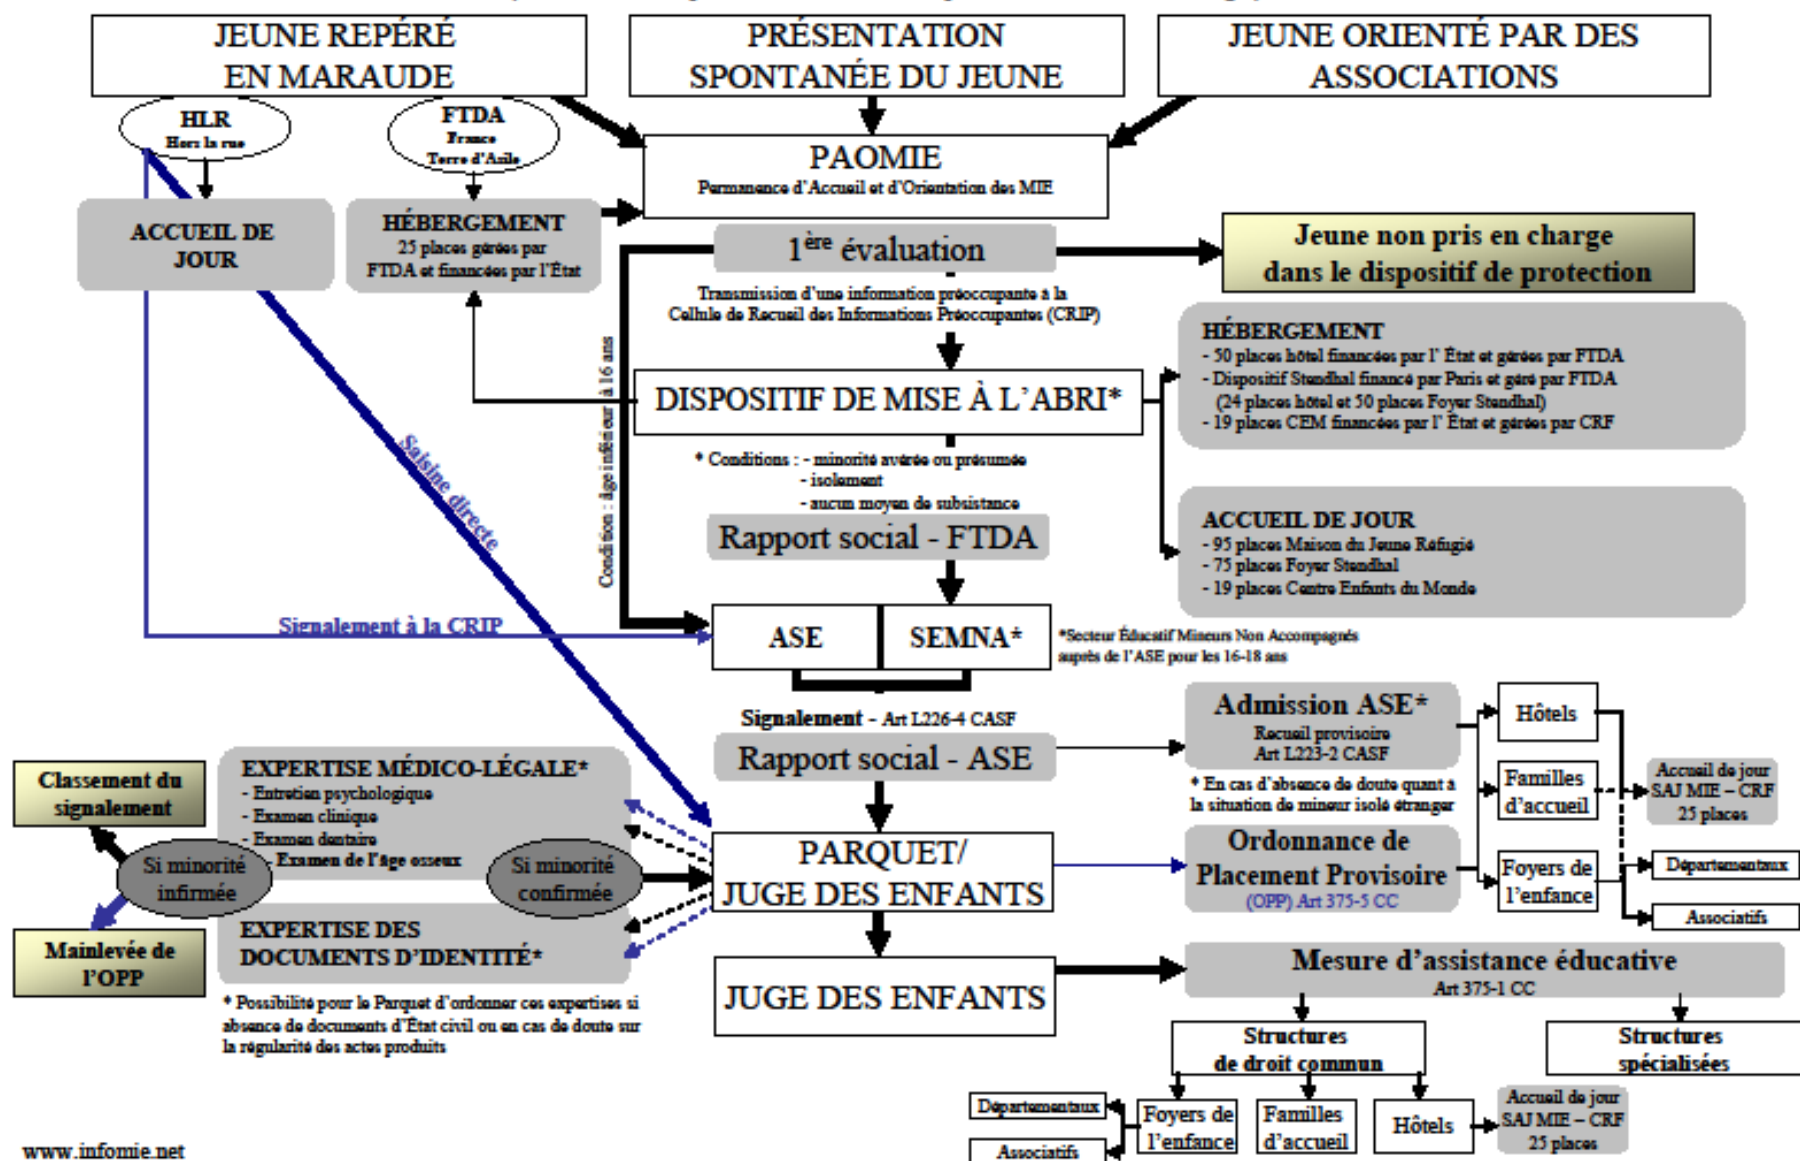 JEUNE REPÉRÉ
EN MARAUDE
PRÉSENTATION
SPONTANÉE DU JEUNE
JEUNE ORIENTÉ PAR DES
ASSOCIATIONS
HLR
Hors la rue
FTDA
France
Terre d'Asile
PAOMIE
Permanence d'Accueil et d'Orientation des MIE
ACCUEIL DE
JOUR
HÉBERGEMENT
25 places gérées par
FTDA et financées par l'État
1ère évaluation
Jeune non pris en charge
dans le dispositif de protection
Transmission d'une information préoccupante à la
Cellule de Recueil des Informations Préoccupantes (CRIP)
HÉBERGEMENT
- 50 places hôtel financées par l' État et gérées par FTDA
- Dispositif Stendhal financé par Paris et géré par FTDA
(24 places hôtel et 50 places Foyer Stendhal)
- 19 places CEM financées par l' État et gérées par CRF
Condition : âge inférieur à 16 ans
DISPOSITIF DE MISE À L'ABRI*
* Conditions : - minorité avérée ou présumée
- isolement
- aucun moyen de subsistance
Saisine directe
Rapport social - FTDA
ACCUEIL DE JOUR
- 95 places Maison du Jeune Réfugié
- 75 places Foyer Stendhal
- 19 places Centre Enfants du Monde
Signalement à la CRIP
ASE
SEMNA*
*Secteur Éducatif Mineurs Non Accompagnés
auprès de l'ASE pour les 16-18 ans
Signalement - Art L226-4 CASF
Rapport social - ASE
Admission ASE*
Recueil provisoire
Art L223-2 CASF
* En cas d'absence de doute quant à
la situation de mineur isolé étranger
Hôtels
Familles
d'accueil
Foyers de
l'enfance
Accueil de jour
SAJ MIE – CRF
25 places
Départementaux
Associatifs
Classement du
signalement
EXPERTISE MÉDICO-LÉGALE*
- Entretien psychologique
- Examen clinique
- Examen dentaire
- Examen de l'âge osseux
Si minorité
infirmée
Si minorité
confirmée
PARQUET/
JUGE DES ENFANTS
Ordonnance de
Placement Provisoire
(OPP) Art 375-5 CC
Mainlevée de
l'OPP
EXPERTISE DES
DOCUMENTS D'IDENTITÉ*
* Possibilité pour le Parquet d'ordonner ces expertises si
absence de documents d'État civil ou en cas de doute sur
la régularité des actes produits
JUGE DES ENFANTS
Mesure d'assistance éducative
Art 375-1 CC
Structures
de droit commun
Structures
spécialisées
Départementaux
Associatifs
Foyers de
l'enfance
Familles
d'accueil
Hôtels
Accueil de jour
SAJ MIE – CRF
25 places
www.infomie.net